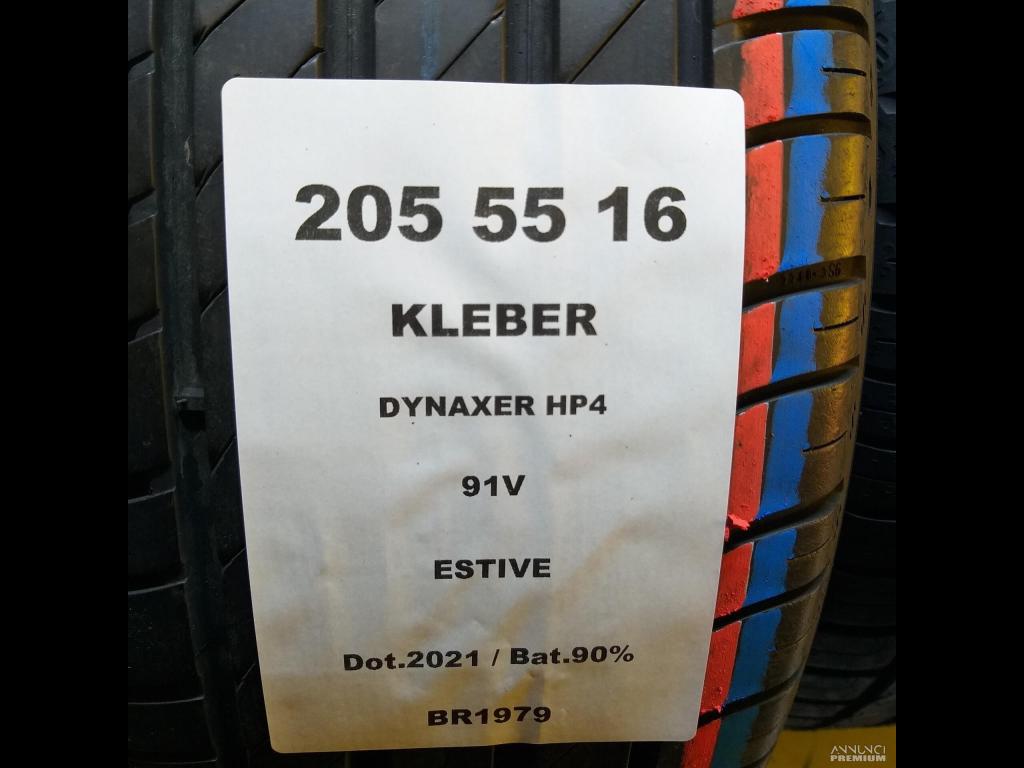 205 55 16
KLEBER
DYNAXER HP4
91V
ESTIVE
Dot.2021 / Bat.90%
BR1979
ANNUNCI
PREMIUM